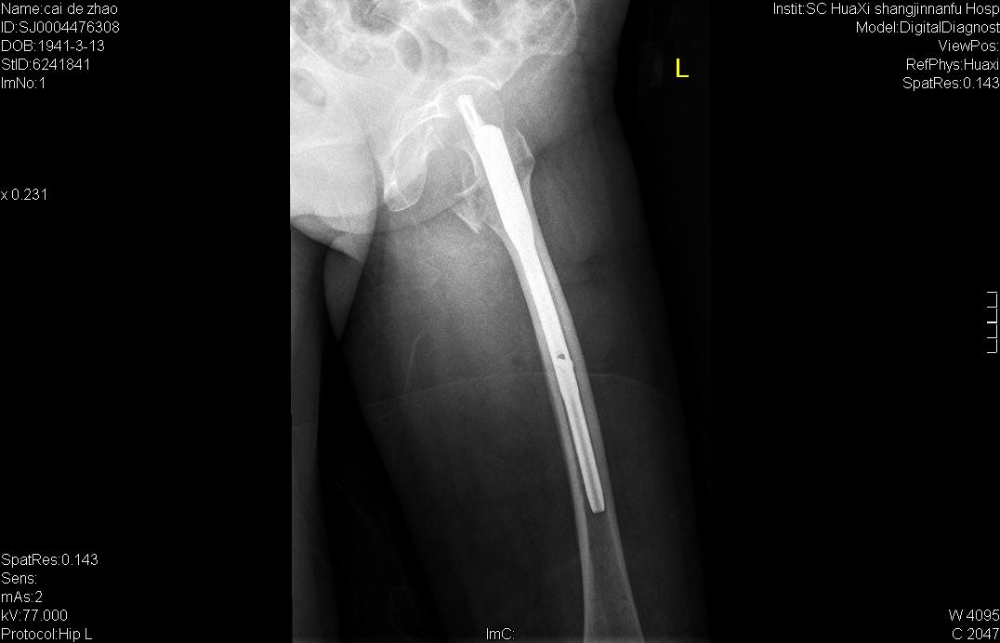 Name:cai de zhao
ID:SJ0004476308
DOB:1941-3-13
StID:6241841
ImNo:1
Instit:SC HuaXi shangjinnanfu Hosp
Model:DigitalDiagnost
ViewPos:
RefPhys:Huaxi
SpatRes:0.143
L
x 0.231
SpatRes:0.143
Sens:
mAs:2
kV:77.000
Protocol:Hip L
ImC:
W 4095
C 2047